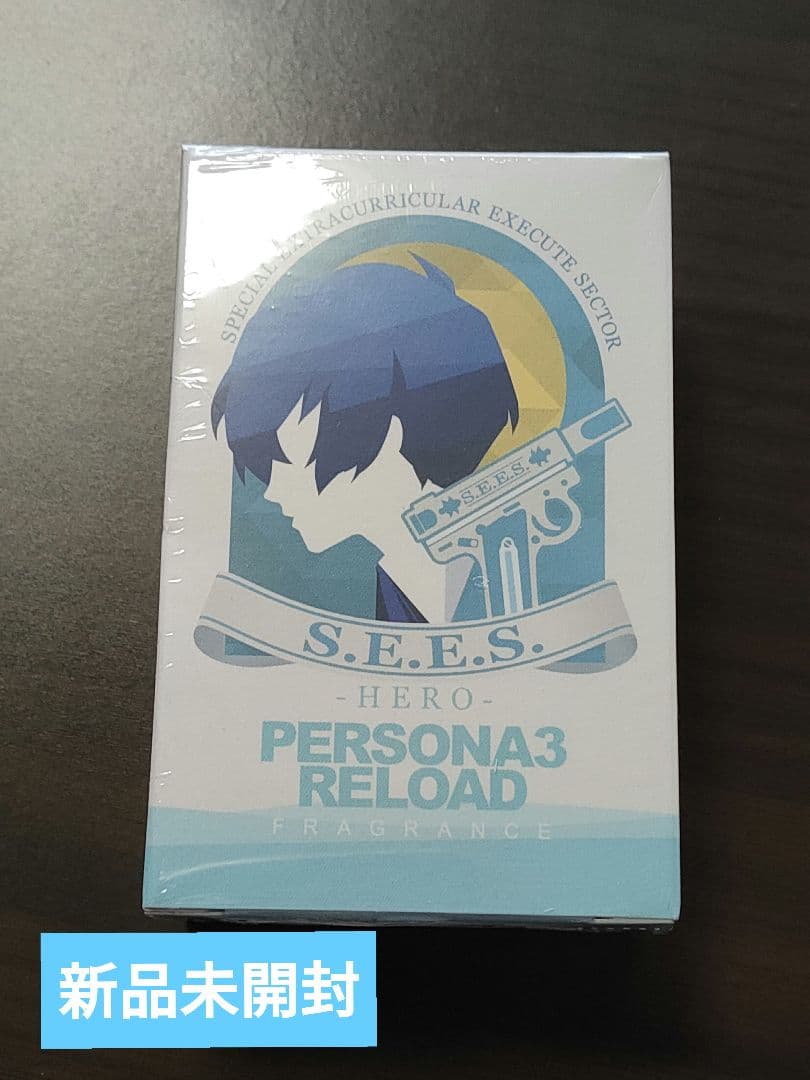 SPECIAL EXTRACURRICULAR EXECUTE SECTOR
S.E.E.S.
S.E.E.S.
-HERO-
PERSONA3
RELOAD
FRAGRANCE
新品未開封